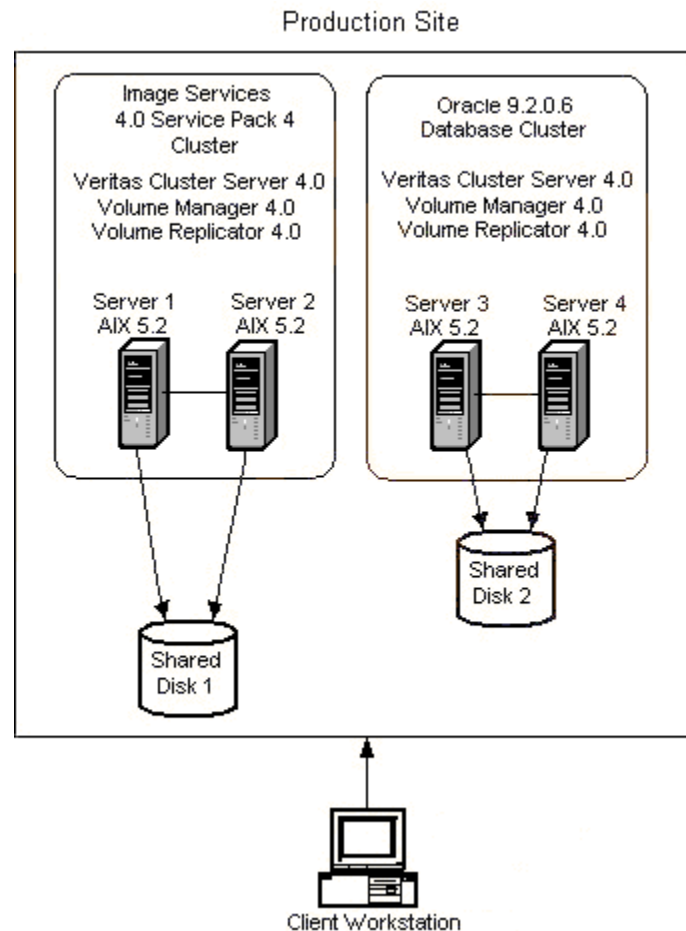 Production Site
Image Services
4.0 Service Pack 4
Cluster
Veritas Cluster Server 4.0
Volume Manager 4.0
Volume Replicator 4.0
Server 1
AIX 5.2
Server 2
AIX 5.2
Shared
Disk 1
Oracle 9.2.0.6
Database Cluster
Veritas Cluster Server 4.0
Volume Manager 4.0
Volume Replicator 4.0
Server 3
AIX 5.2
Server 4
AIX 5.2
Shared
Disk 2
Client Workstation